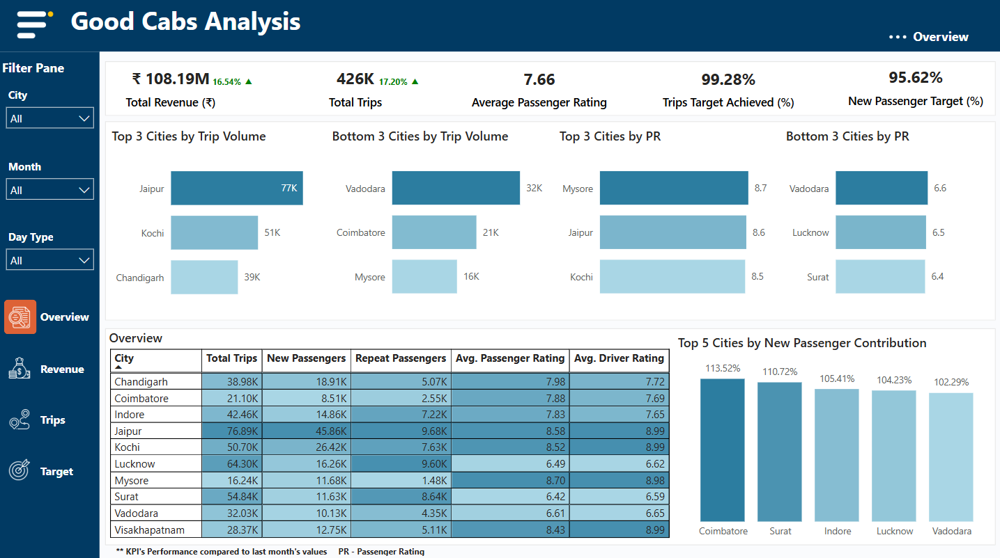 Good Cabs Analysis
Overview
Filter Pane
City
All
Month
All
Day Type
All
Overview
Revenue
Trips
Target
₹ 108.19M 16.54% ▲
Total Revenue (₹)
426K 17.20% ▲
Total Trips
7.66
Average Passenger Rating
99.28%
Trips Target Achieved (%)
95.62%
New Passenger Target (%)
Top 3 Cities by Trip Volume
Jaipur 77K
Kochi 51K
Chandigarh 39K
Bottom 3 Cities by Trip Volume
Vadodara 32K
Coimbatore 21K
Mysore 16K
Top 3 Cities by PR
Mysore 8.7
Jaipur 8.6
Kochi 8.5
Bottom 3 Cities by PR
Vadodara 6.6
Lucknow 6.5
Surat 6.4
Overview
City Total Trips New Passengers Repeat Passengers Avg. Passenger Rating Avg. Driver Rating
Chandigarh 38.98K 18.91K 5.07K 7.98 7.72
Coimbatore 21.10K 8.51K 2.55K 7.88 7.69
Indore 42.46K 14.86K 7.22K 7.83 7.65
Jaipur 76.89K 45.86K 9.68K 8.58 8.99
Kochi 50.70K 26.42K 7.63K 8.52 8.99
Lucknow 64.30K 16.26K 9.60K 6.49 6.62
Mysore 16.24K 11.68K 1.48K 8.70 8.98
Surat 54.84K 11.63K 8.64K 6.42 6.59
Vadodara 32.03K 10.13K 4.35K 6.61 6.65
Visakhapatnam 28.37K 12.75K 5.11K 8.43 8.99
Top 5 Cities by New Passenger Contribution
113.52% 110.72% 105.41% 104.23% 102.29%
Coimbatore Surat Indore Lucknow Vadodara
** KPI's Performance compared to last month's values PR - Passenger Rating